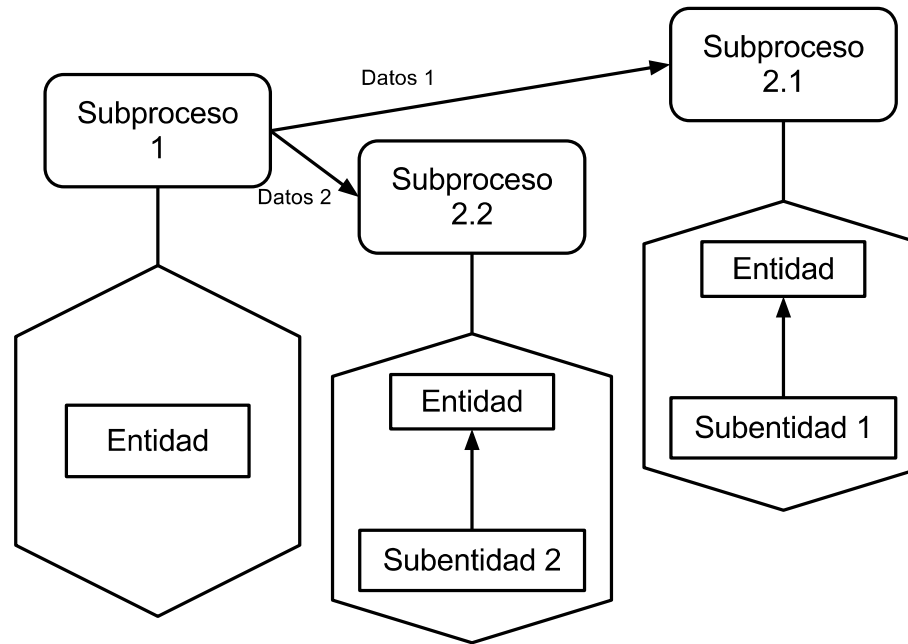 Subproceso
1
Datos 1
Datos 2
Subproceso
2.1
Subproceso
2.2
Entidad
Entidad
Subentidad 2
Entidad
Subentidad 1